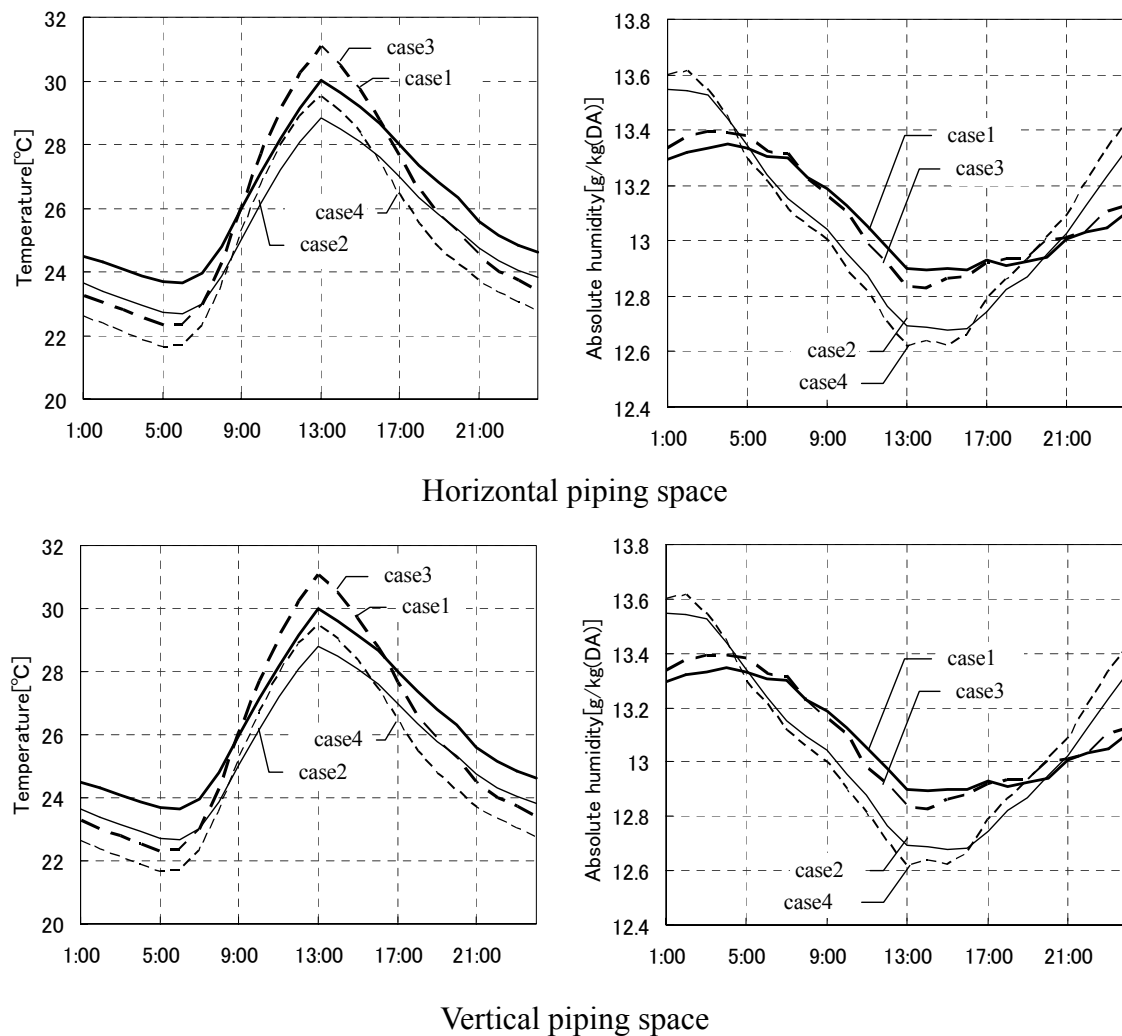 32
30
28
26
24
22
20
Temperature[℃]
case3
case1
case4
case2
1:00 5:00 9:00 13:00 17:00 21:00
13.8
13.6
13.4
13.2
13
12.8
12.6
12.4
Absolute humidity[g/kg(DA)]
case1
case3
case2
case4
1:00 5:00 9:00 13:00 17:00 21:00
Horizontal piping space
32
30
28
26
24
22
20
Temperature[℃]
case3
case1
case4
case2
1:00 5:00 9:00 13:00 17:00 21:00
13.8
13.6
13.4
13.2
13
12.8
12.6
12.4
Absolute humidity[g/kg(DA)]
case1
case3
case2
case4
1:00 5:00 9:00 13:00 17:00 21:00
Vertical piping space